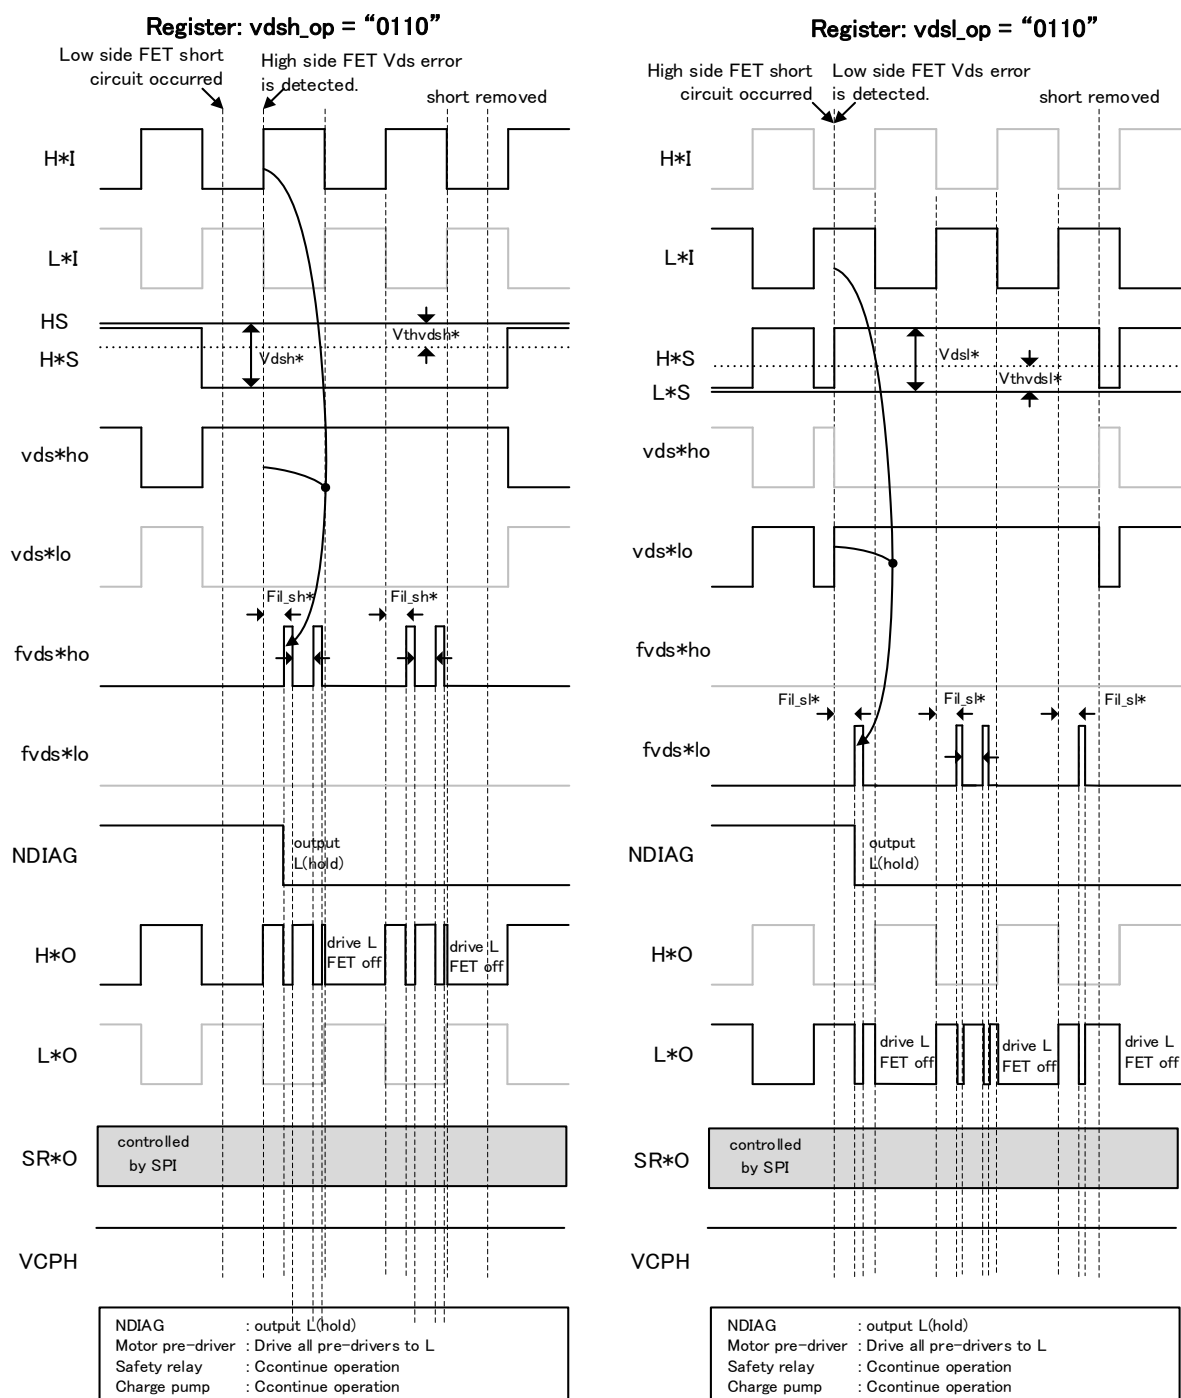 Register: vdsh_op = “0110”
Low side FET short
circuit occurred
High side FET Vds error
is detected.
short removed
H*I
L*I
HS
H*S
Vthvdsh*
Vdsh*
vds*ho
vds*lo
Fil_sh*
Fil_sh*
fvds*ho
fvds*lo
NDIAG
output
L(hold)
H*O
drive L
FET off
drive L
FET off
L*O
SR*O
controlled
by SPI
VCPH
NDIAG : output L(hold)
Motor pre-driver : Drive all pre-drivers to L
Safety relay : Ccontinue operation
Charge pump : Ccontinue operation
Register: vdsl_op = “0110”
High side FET short
circuit occurred
Low side FET Vds error
is detected.
short removed
H*I
L*I
H*S
L*S
Vdsl*
Vthvdsl*
vds*ho
vds*lo
fvds*ho
Fil_sl*
Fil_sl*
Fil_sl*
fvds*lo
NDIAG
output
L(hold)
H*O
L*O
drive L
FET off
drive L
FET off
drive L
FET off
SR*O
controlled
by SPI
VCPH
NDIAG : output L(hold)
Motor pre-driver : Drive all pre-drivers to L
Safety relay : Ccontinue operation
Charge pump : Ccontinue operation